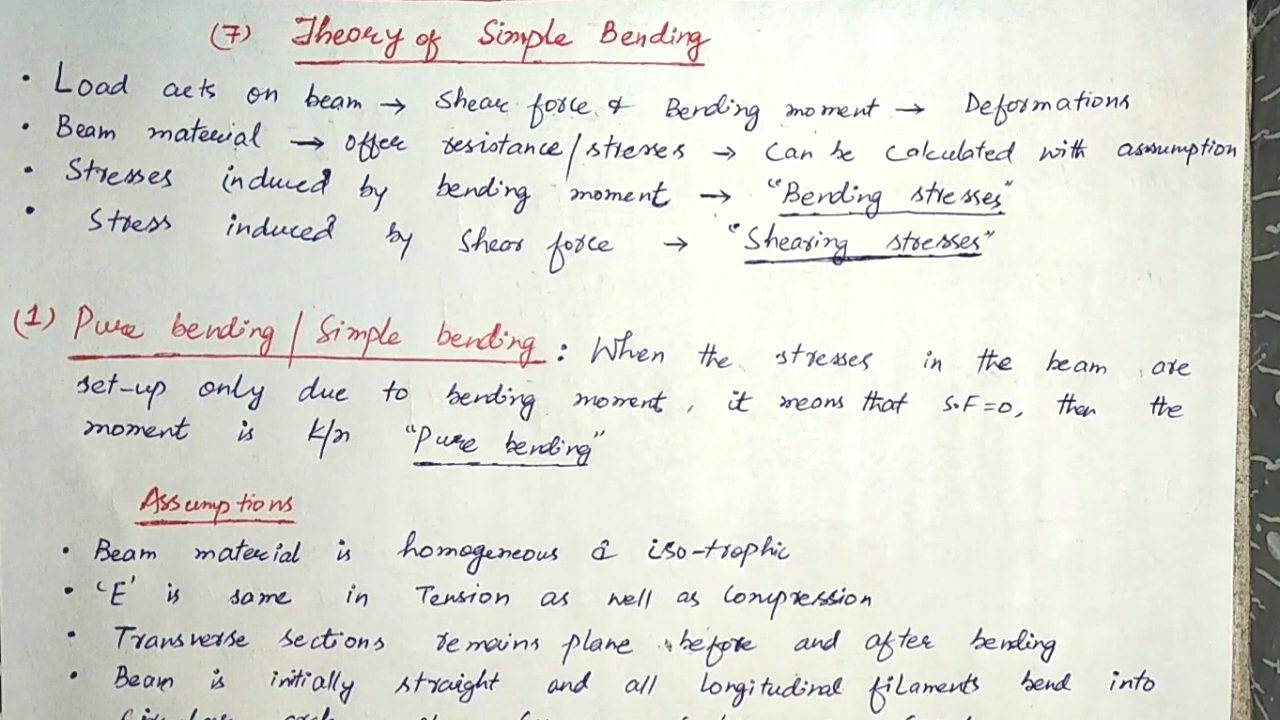 (7) Theory of Simple Bending
• Load acts on beam → Shear force & Bending moment → Deformations
• Beam material → offer resistance/stresses → Can be calculated with assumption
• Stresses induced by bending moment → "Bending stresses"
• Stress induced by Shear force → "Shearing stresses"
(1) Pure bending / Simple bending : When the stresses in the beam are
set-up only due to bending moment, it means that S.F=0, then the
moment is k/n "Pure bending"
Assumptions
• Beam material is homogeneous & iso-trophic
• 'E' is same in Tension as well as Compression
• Transverse sections remains plane before and after bending
• Beam is initially straight and all longitudinal filaments bend into